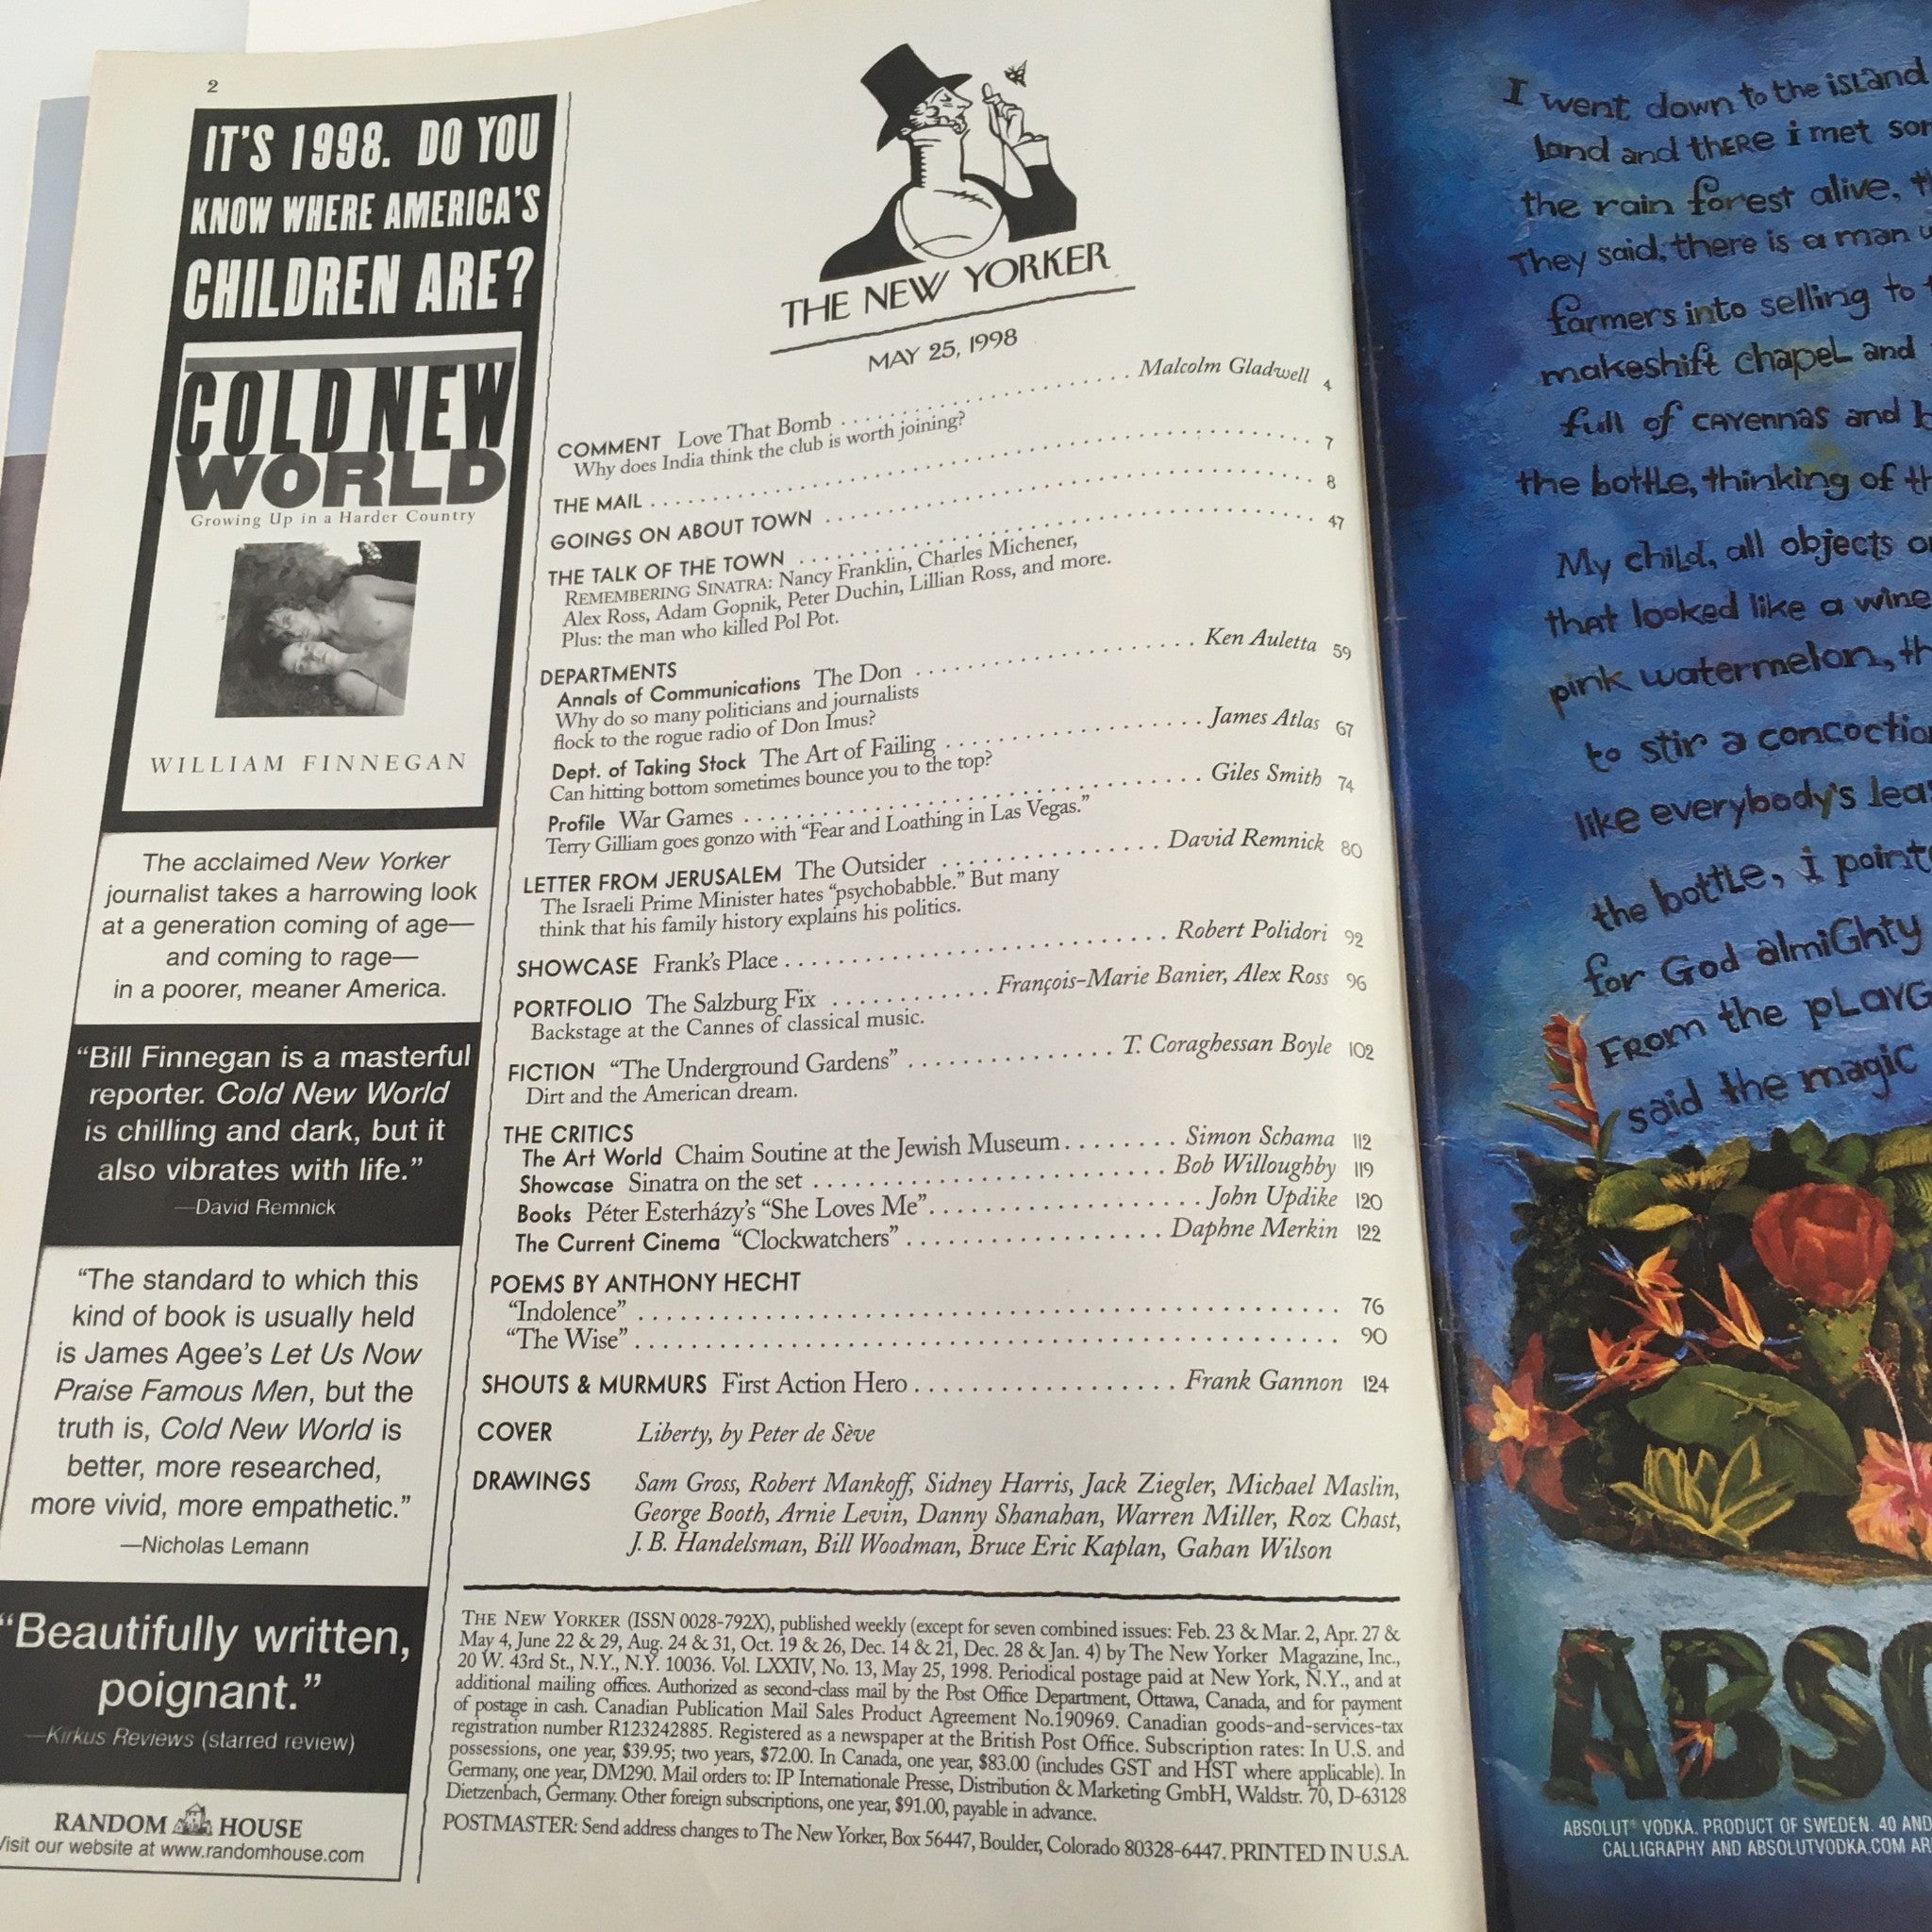 2
IT'S 1998. DO YOU
KNOW WHERE AMERICA'S
CHILDREN ARE?
COLD NEW
WORLD
Growing Up in a Harder Country
WILLIAM FINNEGAN
The acclaimed New Yorker
journalist takes a harrowing look
at a generation coming of age—
and coming to rage—
in a poorer, meaner America.
“Bill Finnegan is a masterful
reporter. Cold New World
is chilling and dark, but it
also vibrates with life.”
—David Remnick
“The standard to which this
kind of book is usually held
is James Agee's Let Us Now
Praise Famous Men, but the
truth is, Cold New World is
better, more researched,
more vivid, more empathetic.”
—Nicholas Lemann
“Beautifully written,
poignant.”
—Kirkus Reviews (starred review)
RANDOM HOUSE
Visit our website at www.randomhouse.com
THE NEW YORKER
MAY 25, 1998
COMMENT Love That Bomb . . . . . Malcolm Gladwell 4
Why does India think the club is worth joining?
THE MAIL . . . . . 7
GOINGS ON ABOUT TOWN . . . . . 8
THE TALK OF THE TOWN . . . . . 47
REMEMBERING SINATRA: Nancy Franklin, Charles Michener,
Alex Ross, Adam Gopnik, Peter Duchin, Lillian Ross, and more.
Plus: the man who killed Pol Pot.
DEPARTMENTS
Annals of Communications The Don . . . . . Ken Auletta 59
Why do so many politicians and journalists
flock to the rogue radio of Don Imus?
Dept. of Taking Stock The Art of Failing . . . . . James Atlas 67
Can hitting bottom sometimes bounce you to the top?
Profile War Games . . . . . Giles Smith 74
Terry Gilliam goes gonzo with “Fear and Loathing in Las Vegas.”
LETTER FROM JERUSALEM The Outsider . . . . . David Remnick 80
The Israeli Prime Minister hates “psychobabble.” But many
think that his family history explains his politics.
SHOWCASE Frank's Place . . . . . Robert Polidori 92
PORTFOLIO The Salzburg Fix . . . . . François-Marie Banier, Alex Ross 96
Backstage at the Cannes of classical music.
FICTION “The Underground Gardens” . . . . . T. Coraghessan Boyle 102
Dirt and the American dream.
THE CRITICS
The Art World Chaim Soutine at the Jewish Museum . . . . . Simon Schama 112
Showcase Sinatra on the set . . . . . Bob Willoughby 119
Books Péter Esterházy's “She Loves Me” . . . . . John Updike 120
The Current Cinema “Clockwatchers” . . . . . Daphne Merkin 122
POEMS BY ANTHONY HECHT
“Indolence” . . . . . 76
“The Wise” . . . . . 90
SHOUTS & MURMURS First Action Hero . . . . . Frank Gannon 124
COVER Liberty, by Peter de Sève
DRAWINGS Sam Gross, Robert Mankoff, Sidney Harris, Jack Ziegler, Michael Maslin,
George Booth, Arnie Levin, Danny Shanahan, Warren Miller, Roz Chast,
J. B. Handelsman, Bill Woodman, Bruce Eric Kaplan, Gahan Wilson
THE NEW YORKER (ISSN 0028-792X), published weekly (except for seven combined issues: Feb. 23 & Mar. 2, Apr. 27 &
May 4, June 22 & 29, Aug. 24 & 31, Oct. 19 & 26, Dec. 14 & 21, Dec. 28 & Jan. 4) by The New Yorker Magazine, Inc.,
20 W. 43rd St., N.Y., N.Y. 10036. Vol. LXXIV, No. 13, May 25, 1998. Periodical postage paid at New York, N.Y., and at
additional mailing offices. Authorized as second-class mail by the Post Office Department, Ottawa, Canada, and for payment
of postage in cash. Canadian Publication Mail Sales Product Agreement No.190969. Canadian goods-and-services-tax
registration number R123242885. Registered as a newspaper at the British Post Office. Subscription rates: In U.S. and
possessions, one year, $39.95; two years, $72.00. In Canada, one year, $83.00 (includes GST and HST where applicable). In
Germany, one year, DM290. Mail orders to: IP Internationale Presse, Distribution & Marketing GmbH, Waldstr. 70, D-63128
Dietzenbach, Germany. Other foreign subscriptions, one year, $91.00, payable in advance.
POSTMASTER: Send address changes to The New Yorker, Box 56447, Boulder, Colorado 80328-6447. PRINTED IN U.S.A.
I went down to the island
land and there i met
the rain forest alive,
They said, there is a man
farmers into selling to
makeshift chapel and
full of cayennas and
the bottle, thinking of
My child, all objects
that looked like a wine
pink watermelon,
to stir a concoction
like everybody's
the bottle, i
for God almiGhty
From the
said the magic
ABSO
ABSOLUT® VODKA. PRODUCT OF SWEDEN. 40 AND
CALLIGRAPHY AND ABSOLUTVODKA.COM